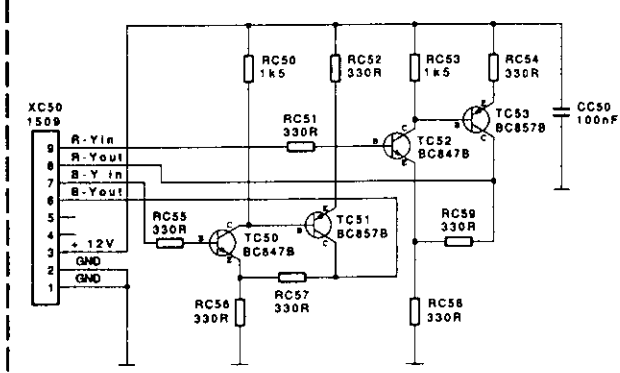 RC50
1k5
RC52
330R
RC53
1k5
RC54
330R
XC50
1509
RC51
330R
E
TC53
BC857B
B
C
CC50
100nF
9 R-Yin
8 R-Yout
7 B-Y in
6 B-Yout
5
4
3 + 12V
2 GND
1 GND
B
C
E
TC52
BC847B
RC55
330R
B
C
E
TC50
BC847B
B
E
C
TC51
BC857B
RC59
330R
RC56
330R
RC57
330R
RC58
330R